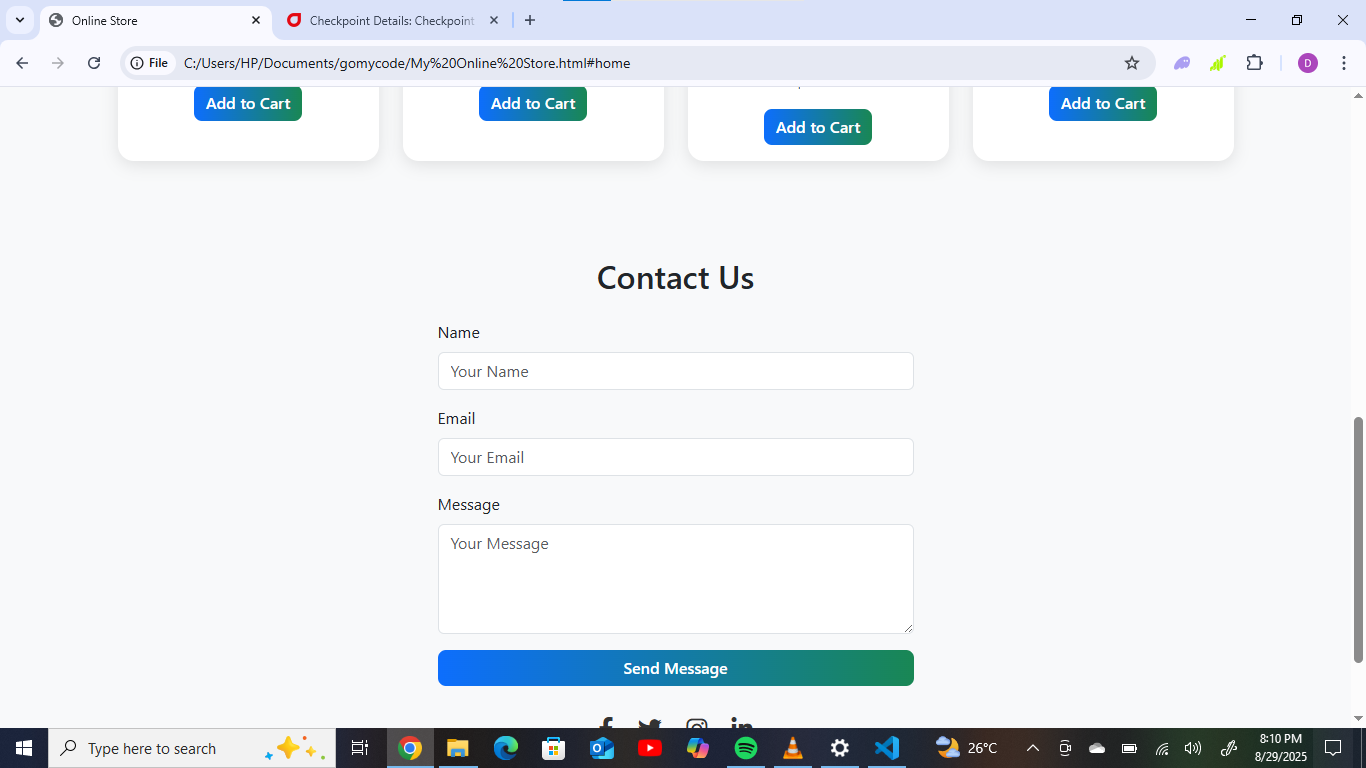 Online Store
Checkpoint Details: Checkpoint
File
C:/Users/HP/Documents/gomycode/My%20Online%20Store.html#home
D
Add to Cart
Add to Cart
Add to Cart
Add to Cart
Contact Us
Name
Your Name
Email
Your Email
Message
Your Message
Send Message
Type here to search
26°C
8:10 PM
8/29/2025